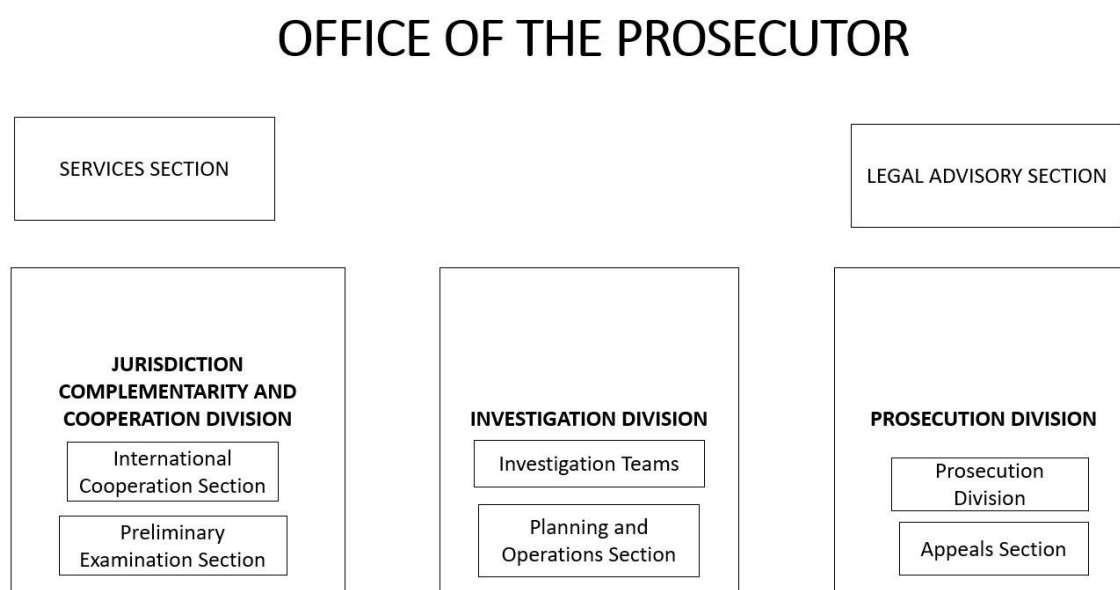 OFFICE OF THE PROSECUTOR
SERVICES SECTION
LEGAL ADVISORY SECTION
JURISDICTION
COMPLEMENTARITY AND
COOPERATION DIVISION
International
Cooperation Section
Preliminary
Examination Section
INVESTIGATION DIVISION
Investigation Teams
Planning and
Operations Section
PROSECUTION DIVISION
Prosecution
Division
Appeals Section